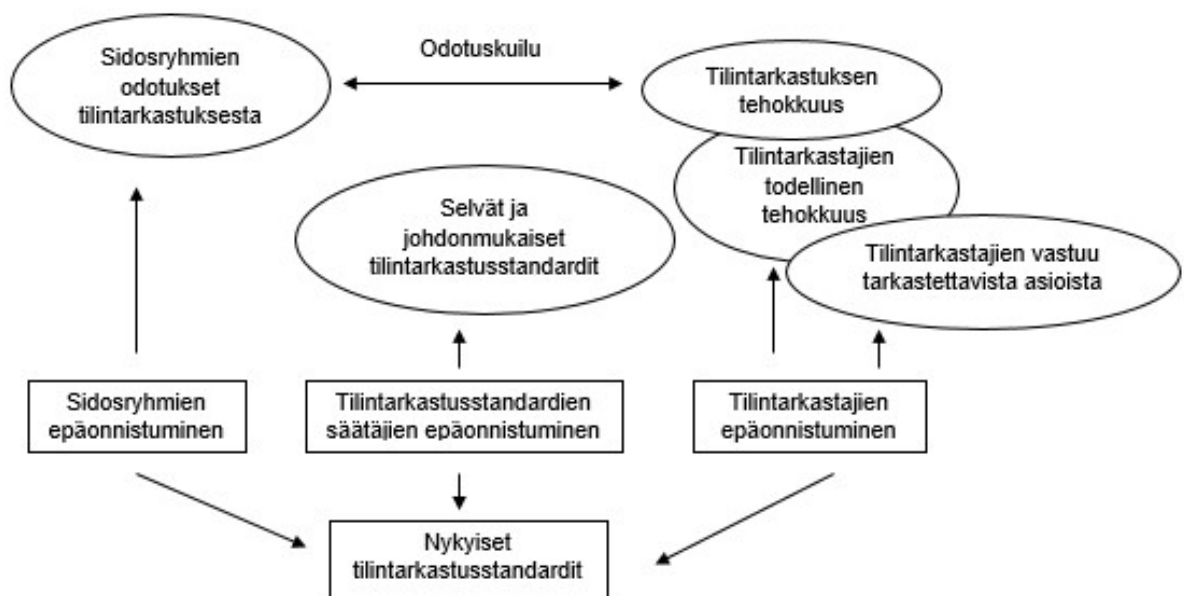 Sidosryhmien
odotukset
tilintarkastuksesta
Odotuskuilu
Tilintarkastuksen
tehokkuus
Tilintarkastajien
todellinen
tehokkuus
Selvät ja
johdonmukaiset
tilintarkastusstandardit
Tilintarkastajien vastuu
tarkastettavista asioista
Sidosryhmien
epäonnistuminen
Tilintarkastusstandardien
säätäjien epäonnistuminen
Tilintarkastajien
epäonnistuminen
Nykyiset
tilintarkastusstandardit